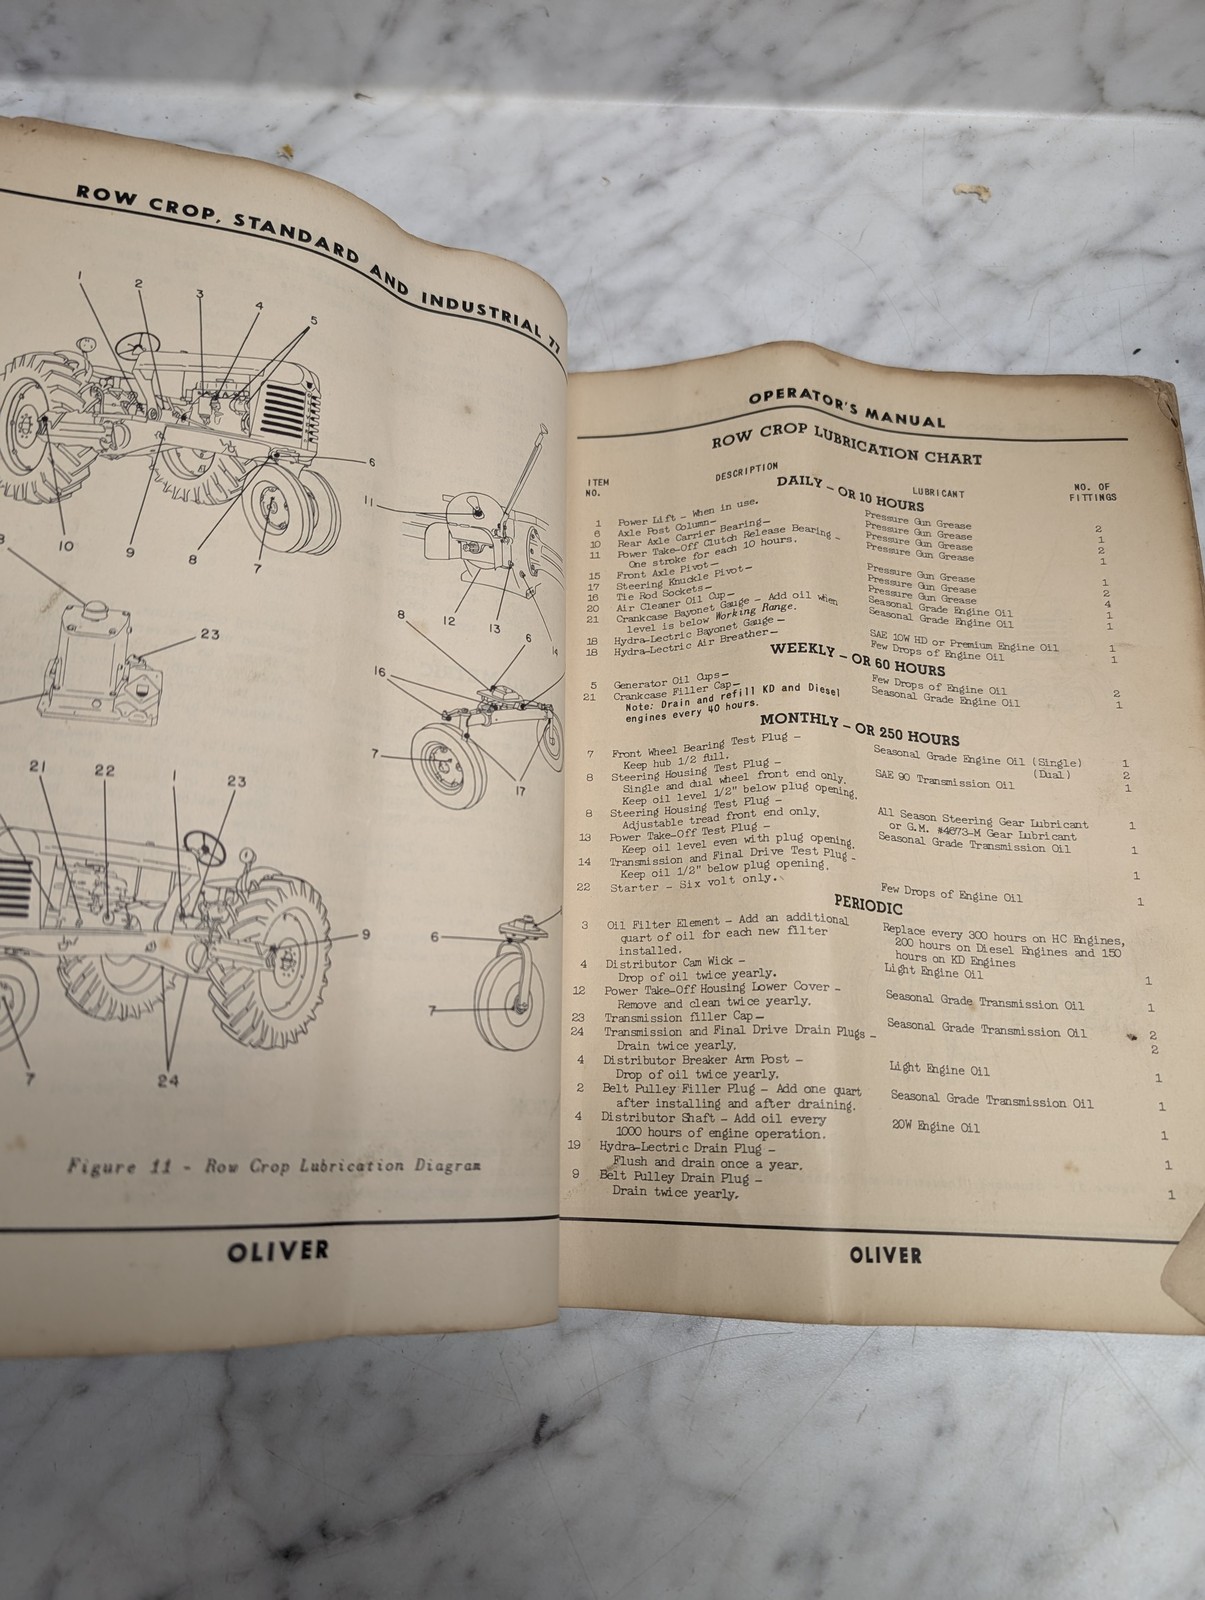 ROW CROP, STANDARD AND INDUSTRIAL 77
1
2
3
4
5
6
10
9
8
7
11
12
13
14
8
6
16
7
17
23
21
22
1
23
9
7
24
6
7
Figure 11 - Row Crop Lubrication Diagram
OLIVER
OPERATOR'S MANUAL
ROW CROP LUBRICATION CHART
ITEM NO. DESCRIPTION LUBRICANT NO. OF FITTINGS
DAILY – OR 10 HOURS
1 Power Lift – When in use. Pressure Gun Grease 2
6 Axle Post Column– Pressure Gun Grease 1
10 Rear Axle Carrier Bearing– Pressure Gun Grease 2
11 Power Take-Off Clutch Release Bearing – Pressure Gun Grease 1
One stroke for each 10 hours.
15 Front Axle Pivot– Pressure Gun Grease 1
17 Steering Knuckle Pivot– Pressure Gun Grease 2
16 Tie Rod Sockets– Pressure Gun Grease 4
20 Air Cleaner Oil Cup– Seasonal Grade Engine Oil 1
21 Crankcase Bayonet Gauge – Add oil when Seasonal Grade Engine Oil 1
level is below Working Range.
18 Hydra-Lectric Bayonet Gauge – SAE 10W HD or Premium Engine Oil 1
18 Hydra-Lectric Air Breather– Few Drops of Engine Oil 1
WEEKLY – OR 60 HOURS
5 Generator Oil Cups– Few Drops of Engine Oil 2
21 Crankcase Filler Cap– Seasonal Grade Engine Oil 1
Note: Drain and refill KD and Diesel
engines every 40 hours.
MONTHLY – OR 250 HOURS
7 Front Wheel Bearing Test Plug – Seasonal Grade Engine Oil (Single) 1
Keep hub 1/2 full. (Dual) 2
8 Steering Housing Test Plug – SAE 90 Transmission Oil 1
Single and dual wheel front end only.
Keep oil level 1/2" below plug opening.
8 Steering Housing Test Plug – All Season Steering Gear Lubricant 1
Adjustable tread front end only. or G.M. #4673-M Gear Lubricant
13 Power Take-Off Test Plug – Seasonal Grade Transmission Oil 1
Keep oil level even with plug opening.
14 Transmission and Final Drive Test Plug – 1
Keep oil 1/2" below plug opening.
22 Starter – Six volt only. Few Drops of Engine Oil 1
PERIODIC
3 Oil Filter Element – Add an additional Replace every 300 hours on HC Engines,
quart of oil for each new filter 200 hours on Diesel Engines and 150
installed. hours on KD Engines 1
4 Distributor Cam Wick – Light Engine Oil 1
Drop of oil twice yearly.
12 Power Take-Off Housing Lower Cover – Seasonal Grade Transmission Oil
Remove and clean twice yearly.
23 Transmission filler Cap – Seasonal Grade Transmission Oil 2
24 Transmission and Final Drive Drain Plugs – 2
Drain twice yearly.
4 Distributor Breaker Arm Post – Light Engine Oil 1
Drop of oil twice yearly.
2 Belt Pulley Filler Plug – Add one quart Seasonal Grade Transmission Oil 1
after installing and after draining.
4 Distributor Shaft – Add oil every 20W Engine Oil 1
1000 hours of engine operation.
19 Hydra-Lectric Drain Plug – 1
Flush and drain once a year.
9 Belt Pulley Drain Plug – 1
Drain twice yearly.
OLIVER